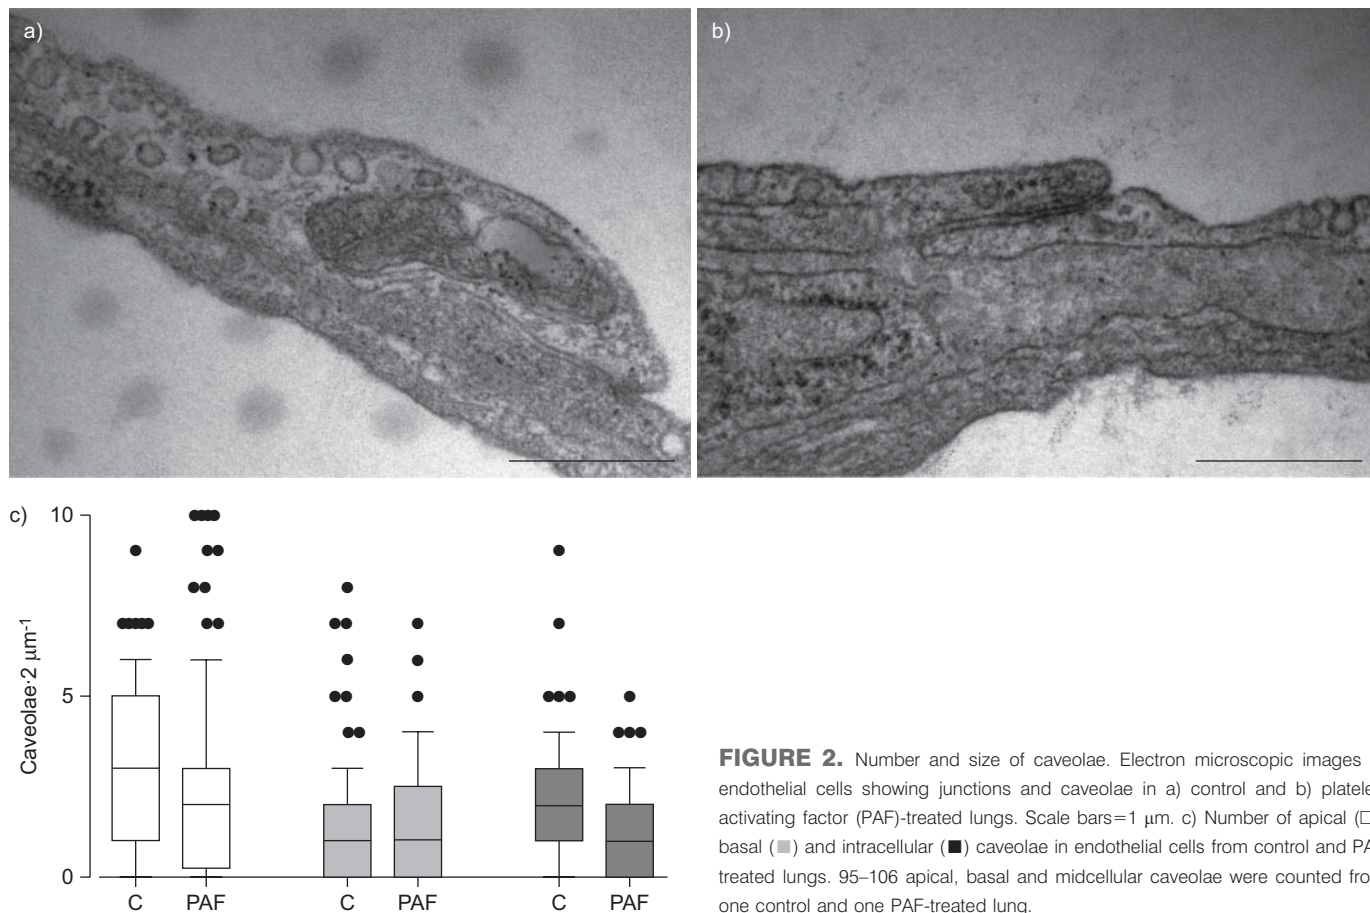 a)
b)
c)
10
5
0
Caveolae·2 μm-1
C
PAF
C
PAF
C
PAF
FIGURE 2. Number and size of caveolae. Electron microscopic images
endothelial cells showing junctions and caveolae in a) control and b)
activating factor (PAF)-treated lungs. Scale bars=1 μm. c) Number of apical (□
basal (■) and intracellular (■) caveolae in endothelial cells from control and
treated lungs. 95–106 apical, basal and midcellular caveolae were counted
one control and one PAF-treated lung.